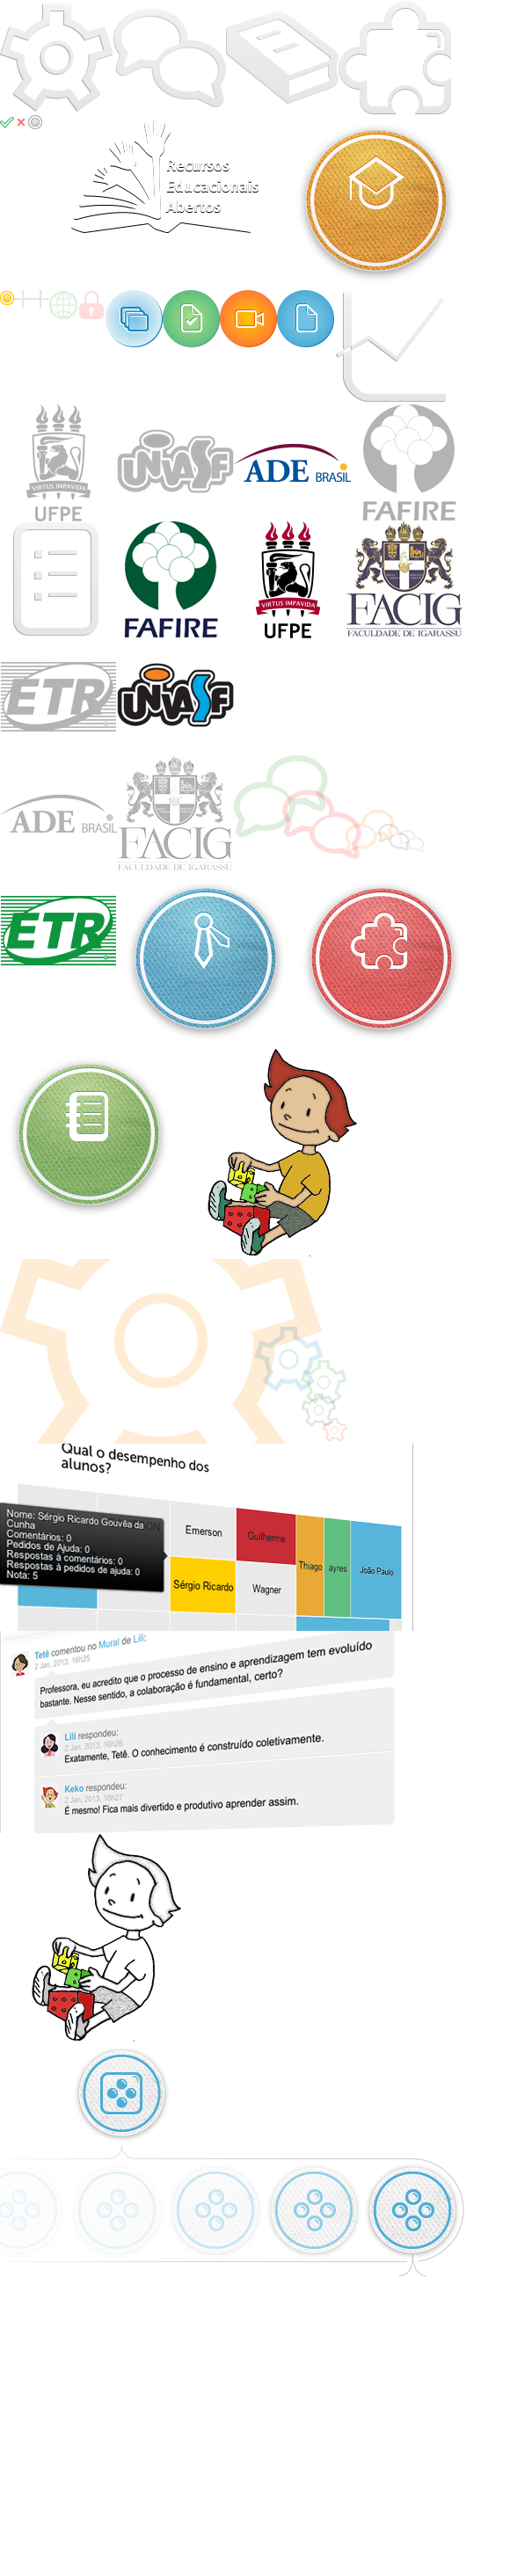 Recursos
Educacionais
Abertos
VIRTUS IMPAVIDA
UFPE
UNIVASF
ADE BRASIL
FAFIRE
FAFIRE
VIRTUS IMPAVIDA
UFPE
FACIG
FACULDADE DE IGARASSU
ETR
UNIVASF
ADE BRASIL
FACIG
FACULDADE DE IGARASSU
ETR
Qual o desempenho dos
alunos?
Nome: Sérgio Ricardo Gouvêa da
Cunha
Comentários: 0
Pedidos de Ajuda: 0
Respostas à comentários: 0
Respostas à pedidos de ajuda: 0
Nota: 5
Emerson
Guilherme
Thiago
ayres
João Paulo
Sérgio Ricardo
Wagner
Tetê comentou no Mural de Lili:
2 Jan, 2013, 16h25
Professora, eu acredito que o processo de ensino e aprendizagem tem evoluído
bastante. Nesse sentido, a colaboração é fundamental, certo?
Lili respondeu:
2 Jan, 2013, 16h26
Exatamente, Tetê. O conhecimento é construído coletivamente.
Keko respondeu:
2 Jan, 2013, 16h27
É mesmo! Fica mais divertido e produtivo aprender assim.